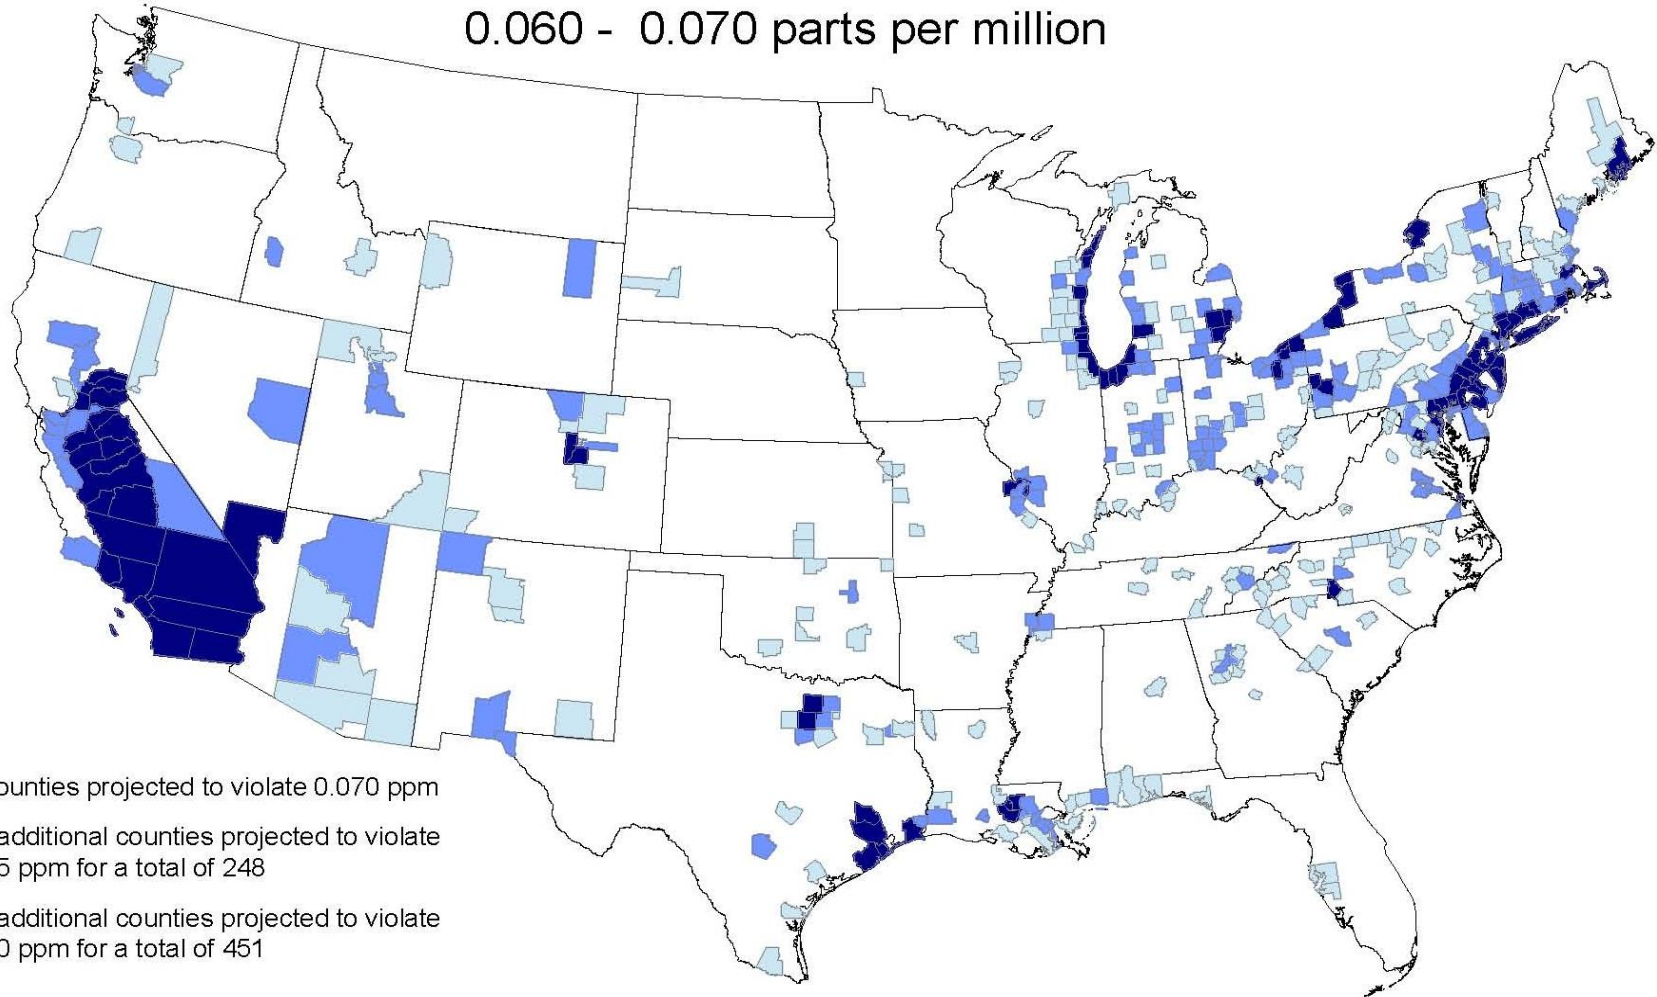 0.060 - 0.070 parts per million
ounties projected to violate 0.070 ppm
additional counties projected to violate
5 ppm for a total of 248
additional counties projected to violate
0 ppm for a total of 451